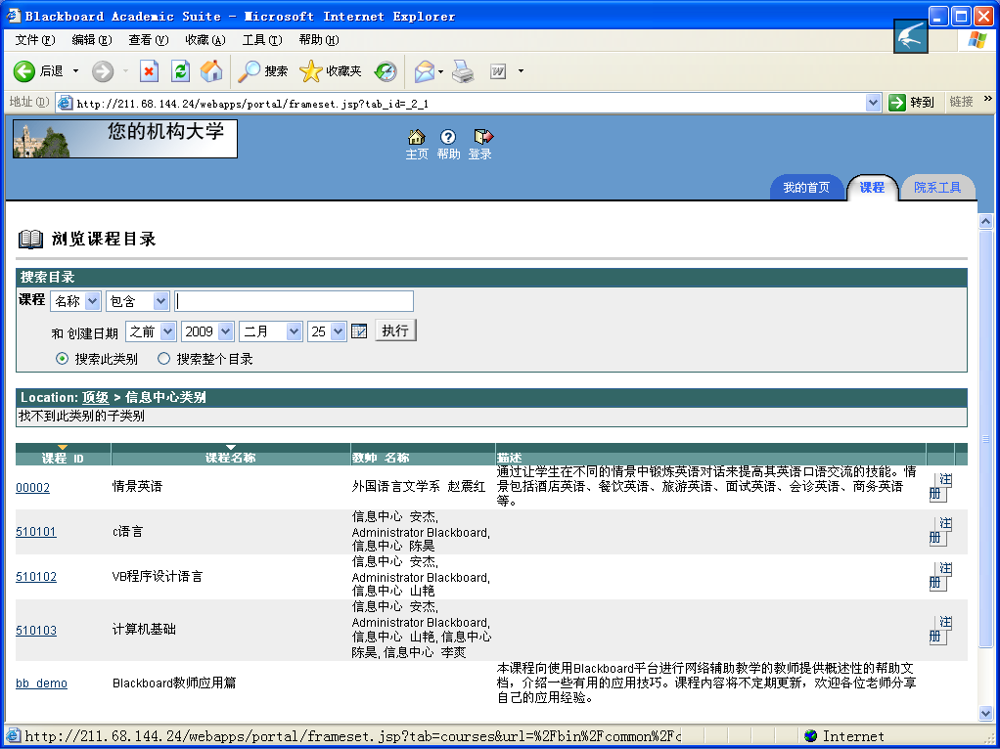 Blackboard Academic Suite - Microsoft Internet Explorer
文件(F) 编辑(E) 查看(V) 收藏(A) 工具(T) 帮助(H)
后退 搜索 收藏夹
地址(D) http://211.68.144.24/webapps/portal/frameset.jsp?tab_id=_2_1 转到 链接 »
您的机构大学
主页 帮助 登录
我的首页 课程 院系工具
浏览课程目录
搜索目录
课程 名称 包含
和 创建日期 之前 2009 二月 25 执行
搜索此类别 搜索整个目录
Location: 顶级 > 信息中心类别
找不到此类别的子类别
课程 ID 课程名称 教师 名称 描述
00002 情景英语 外国语言文学系 赵震红 通过让学生在不同的情景中锻炼英语对话来提高其英语口语交流的技能。情
景包括酒店英语、餐饮英语、旅游英语、面试英语、会诊英语、商务英语
等。
注
册
510101 c语言 信息中心 安杰,
Administrator Blackboard,
信息中心 陈昊
注
册
510102 VB程序设计语言 信息中心 安杰,
Administrator Blackboard,
信息中心 山艳
注
册
510103 计算机基础 信息中心 安杰,
Administrator Blackboard,
信息中心 山艳, 信息中心
陈昊, 信息中心 李爽
注
册
bb_demo Blackboard教师应用篇 本课程向使用Blackboard平台进行网络辅助教学的教师提供概述性的帮助文
档，介绍一些有用的应用技巧。课程内容将不定期更新，欢迎各位老师分享
自己的应用经验。
http://211.68.144.24/webapps/portal/frameset.jsp?tab=courses&url=%2Fbin%2Fcommon%2Fc Internet